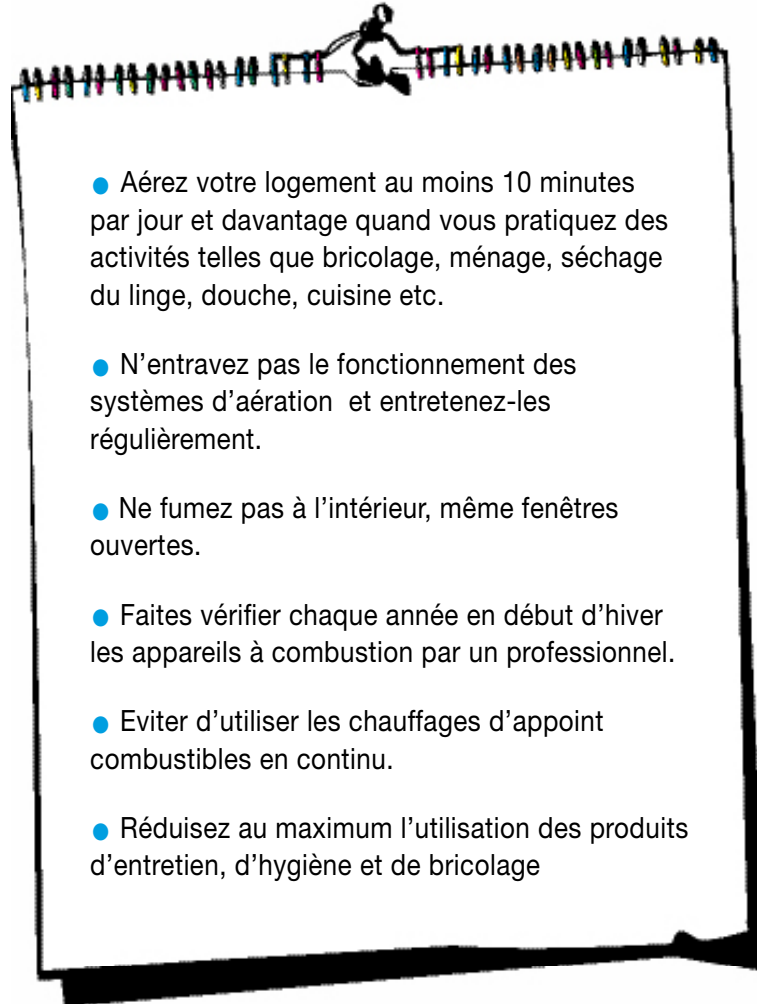 ● Aérez votre logement au moins 10 minutes
par jour et davantage quand vous pratiquez des
activités telles que bricolage, ménage, séchage
du linge, douche, cuisine etc.
● N’entravez pas le fonctionnement des
systèmes d’aération et entretenez-les
régulièrement.
● Ne fumez pas à l’intérieur, même fenêtres
ouvertes.
● Faites vérifier chaque année en début d’hiver
les appareils à combustion par un professionnel.
● Eviter d’utiliser les chauffages d’appoint
combustibles en continu.
● Réduisez au maximum l’utilisation des produits
d’entretien, d’hygiène et de bricolage